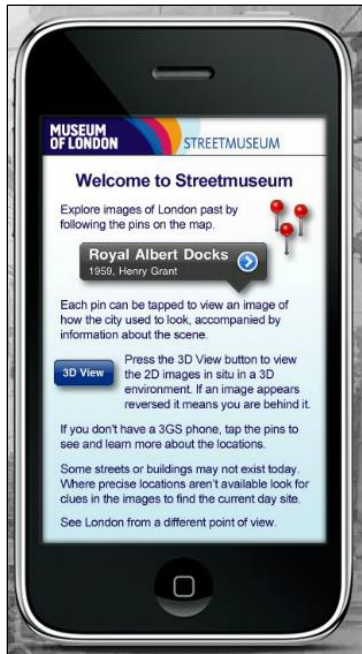 MUSEUM
OF LONDON
STREETMUSEUM
Welcome to Streetmuseum
Explore images of London past by
following the pins on the map.
Royal Albert Docks
1959, Henry Grant
Each pin can be tapped to view an image of
how the city used to look, accompanied by
information about the scene.
3D View
Press the 3D View button to view
the 2D images in situ in a 3D
environment. If an image appears
reversed it means you are behind it.
If you don't have a 3GS phone, tap the pins to
see and learn more about the locations.
Some streets or buildings may not exist today.
Where precise locations aren't available look for
clues in the images to find the current day site.
See London from a different point of view.